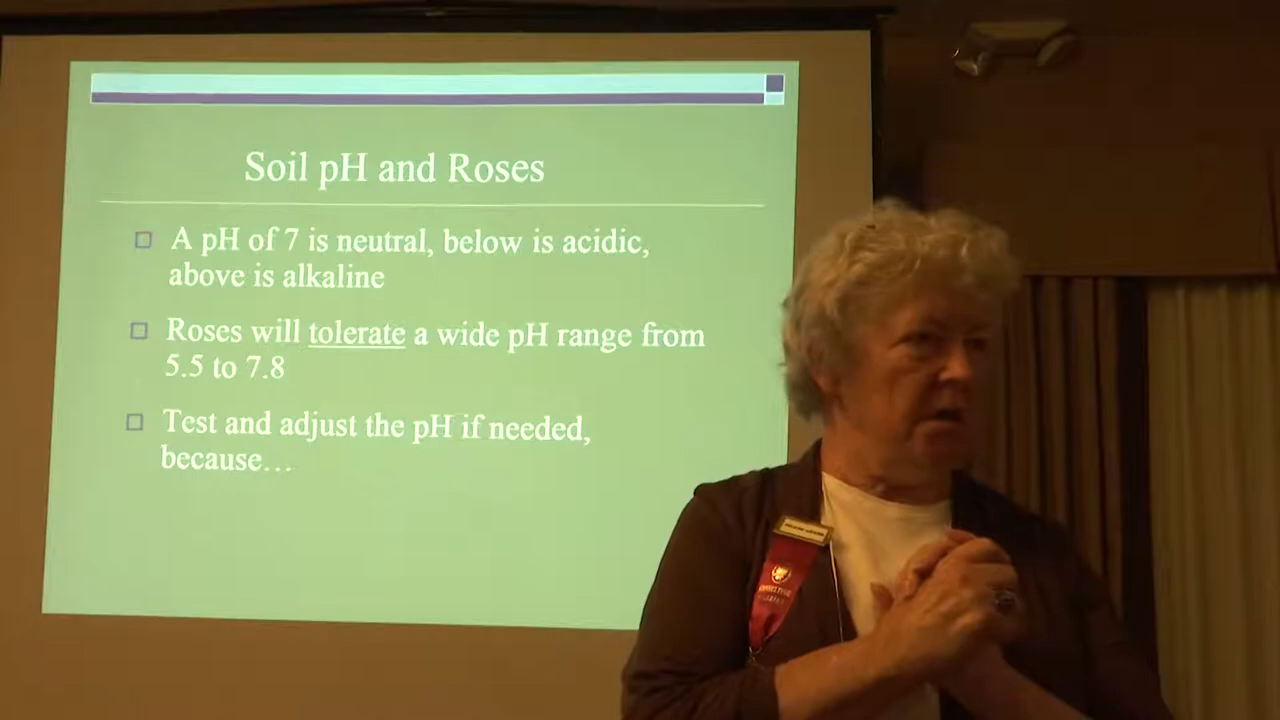 Soil pH and Roses
A pH of 7 is neutral, below is acidic,
above is alkaline
Roses will tolerate a wide pH range from
5.5 to 7.8
Test and adjust the pH if needed,
because…